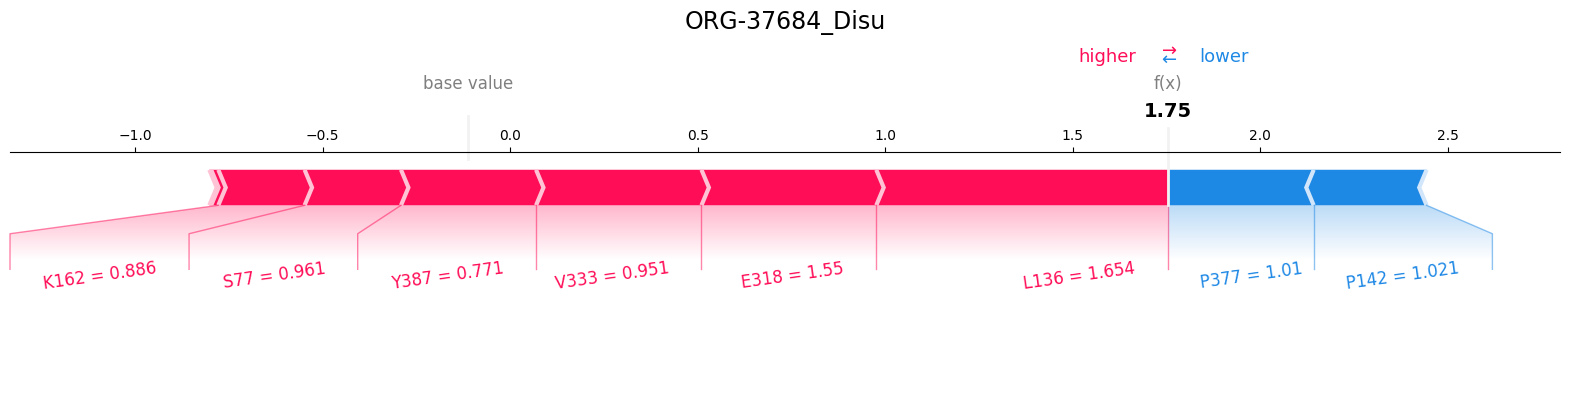 ORG-37684_Disu
higher → ← lower
base value f(x)
1.75
−1.0 −0.5 0.0 0.5 1.0 1.5 2.0 2.5
K162 = 0.886 S77 = 0.961 Y387 = 0.771 V333 = 0.951 E318 = 1.55 L136 = 1.654 P377 = 1.01 P142 = 1.021